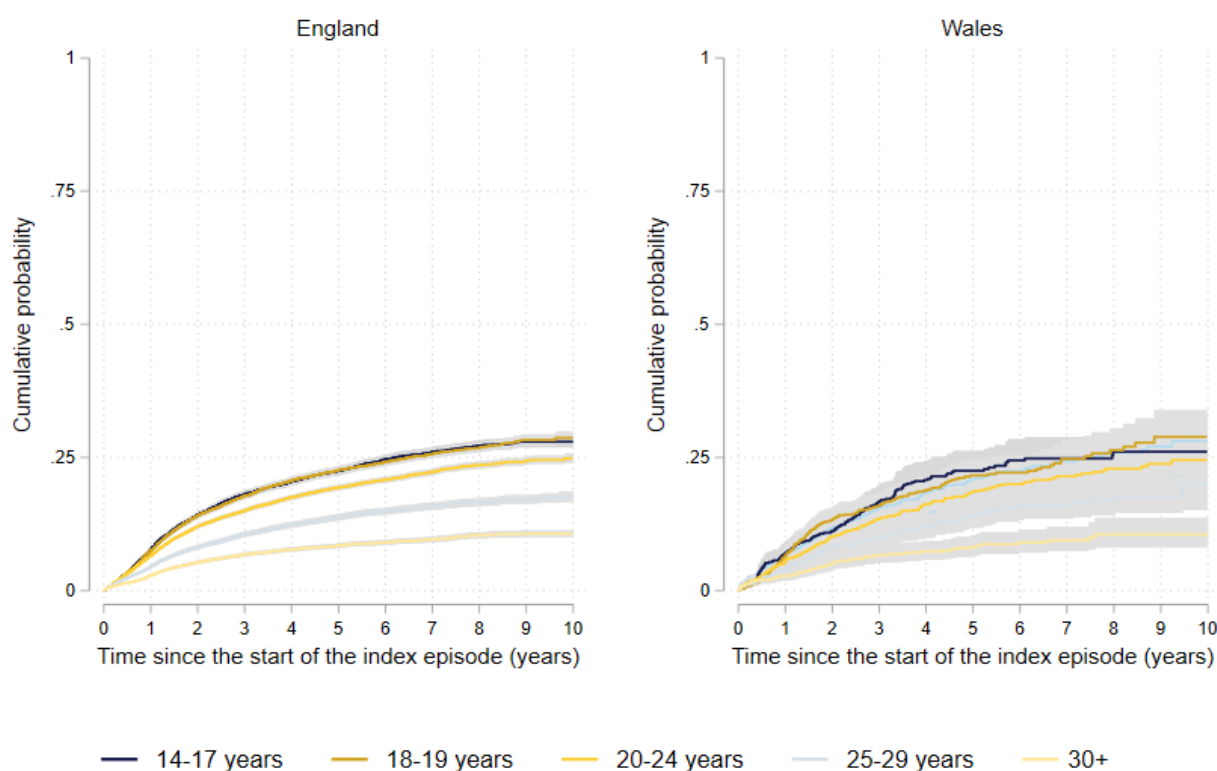 England
Wales
1
.75
.5
.25
0
Cumulative probability
0 1 2 3 4 5 6 7 8 9 10
Time since the start of the index episode (years)
1
.75
.5
.25
0
Cumulative probability
0 1 2 3 4 5 6 7 8 9 10
Time since the start of the index episode (years)
14-17 years 18-19 years 20-24 years 25-29 years 30+